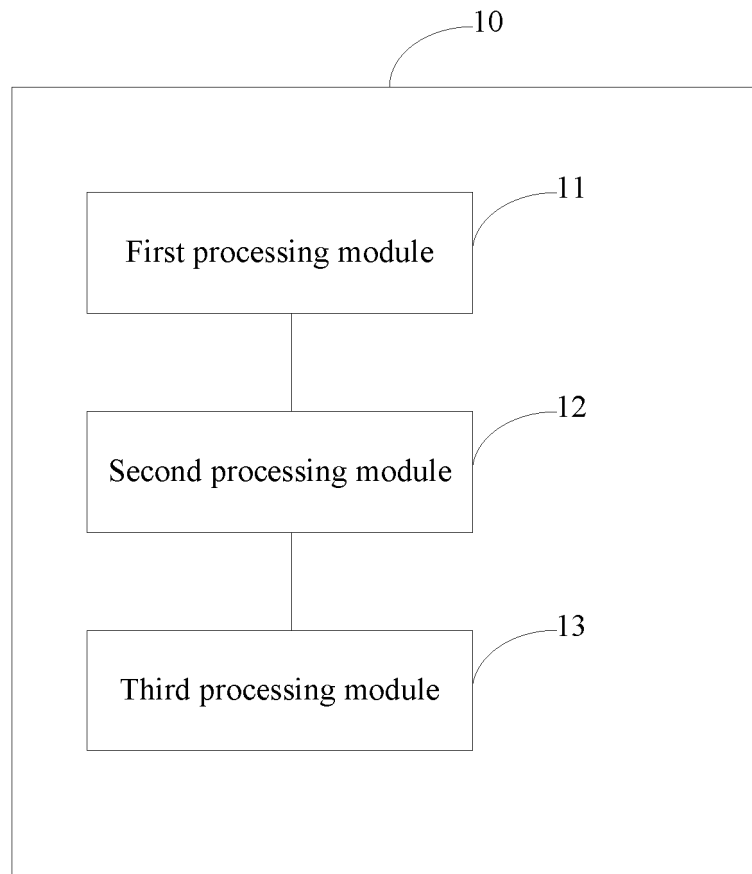 10
11
First processing module
12
Second processing module
13
Third processing module